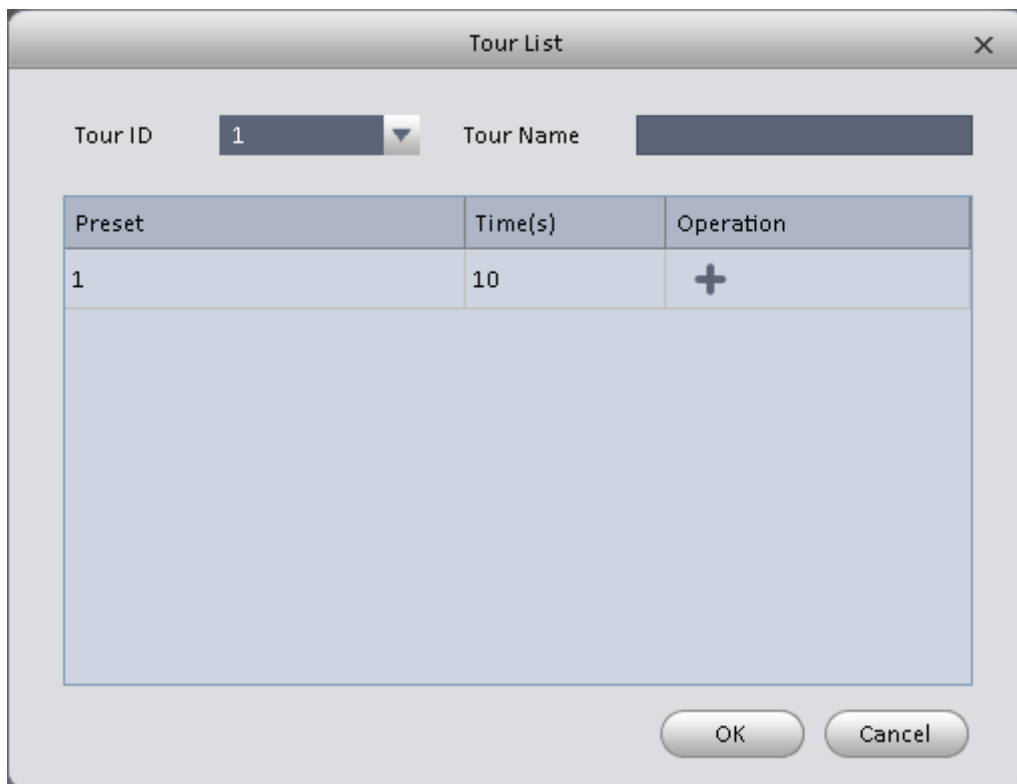 Tour List
Tour ID 1 Tour Name
Preset Time(s) Operation
1 10
OK Cancel